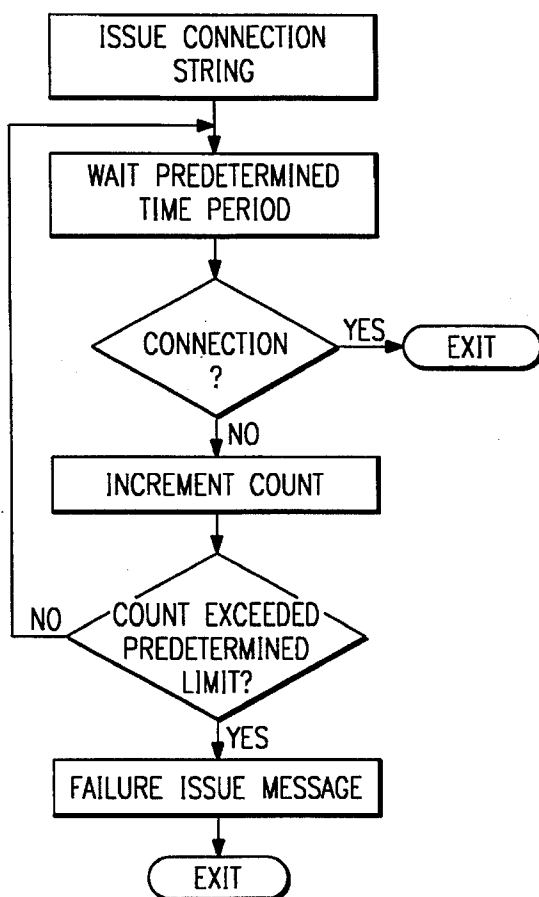 ISSUE CONNECTION
STRING
WAIT PREDETERMINED
TIME PERIOD
CONNECTION
?
YES
EXIT
NO
INCREMENT COUNT
NO
COUNT EXCEEDED
PREDETERMINED
LIMIT?
YES
FAILURE ISSUE MESSAGE
EXIT